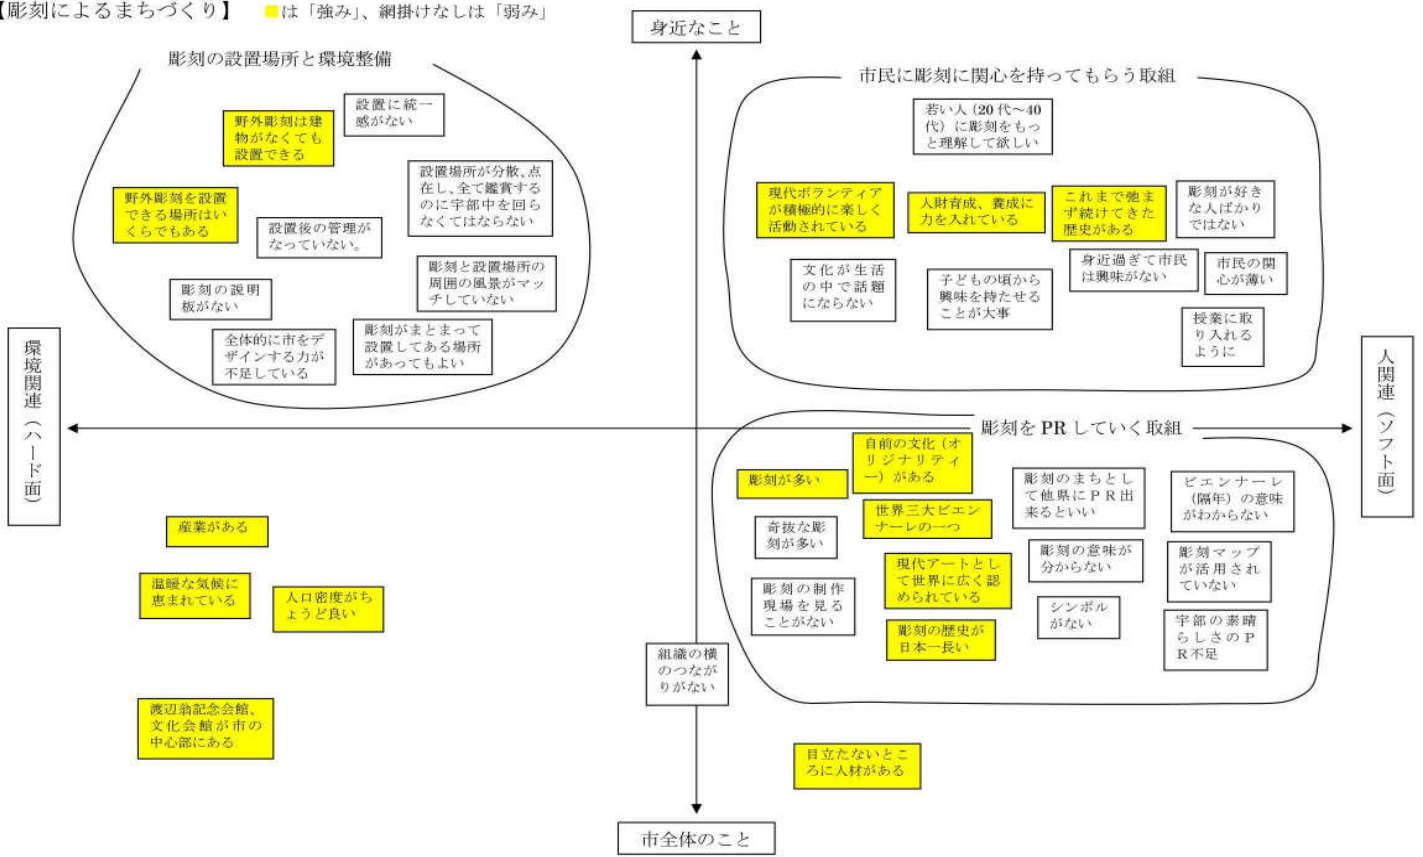 【彫刻によるまちづくり】
■は「強み」、網掛けなしは「弱み」
身近なこと
彫刻の設置場所と環境整備
野外彫刻は建
物がなくても
設置できる
設置に統一
感がない
設置場所が分散、点
在し、全て鑑賞する
のに宇部中を回ら
なくてはならない
野外彫刻を設置
できる場所はい
くらでもある
設置後の管理が
なっていない。
彫刻と設置場所の
周囲の風景がマッ
チしていない
彫刻の説明
板がない
全体的に市をデ
ザインする力が
不足している
彫刻がまとまって
設置してある場所
があってもよい
市民に彫刻に関心を持ってもらう取組
若い人（20代～40
代）に彫刻をもっ
と理解して欲しい
現代ボランティア
が積極的に楽しく
活動されている
人財育成、養成に
力を入れている
これまで弛ま
ず続けてきた
歴史がある
彫刻が好き
な人ばかり
ではない
文化が生活
の中で話題
にならない
子どもの頃から
興味を持たせる
ことが大事
身近過ぎて市民
は興味がない
市民の関
心が薄い
授業に取
り入れる
ように
環境関連（ハード面）
人関連（ソフト面）
彫刻をPRしていく取組
彫刻が多い
自前の文化（オ
リジナリティ
ー）がある
彫刻のまちとし
て他県にＰＲ出
来るといい
ビエンナーレ
（隔年）の意味
がわからない
奇抜な彫
刻が多い
世界三大ビエン
ナーレの一つ
彫刻の意味が
分からない
彫刻マップ
が活用され
ていない
現代アートとし
て世界に広く認
められている
彫刻の制作
現場を見る
ことがない
シンボル
がない
彫刻の歴史が
日本一長い
宇部の素晴
らしさのＰ
Ｒ不足
産業がある
温暖な気候に
恵まれている
人口密度がち
ょうど良い
組織の横
のつなが
りがない
渡辺翁記念会館、
文化会館が市の
中心部にある
目立たないとこ
ろに人材がある
市全体のこと